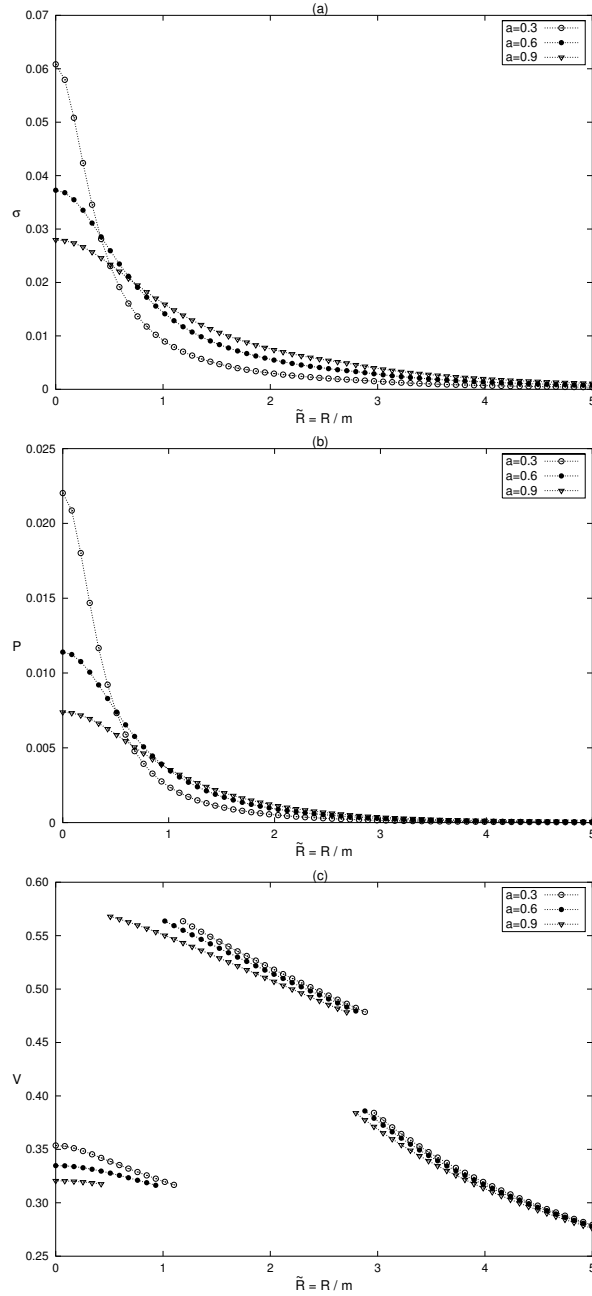 (a)
0.07
0.06
0.05
0.04
0.03
0.02
0.01
0
σ
a=0.3
a=0.6
a=0.9
0 1 2 3 4 5
R̃ = R / m
(b)
0.025
0.020
0.015
0.010
0.005
0
P
a=0.3
a=0.6
a=0.9
0 1 2 3 4 5
R̃ = R / m
(c)
0.60
0.55
0.50
0.45
0.40
0.35
0.30
0.25
V
a=0.3
a=0.6
a=0.9
0 1 2 3 4 5
R̃ = R / m